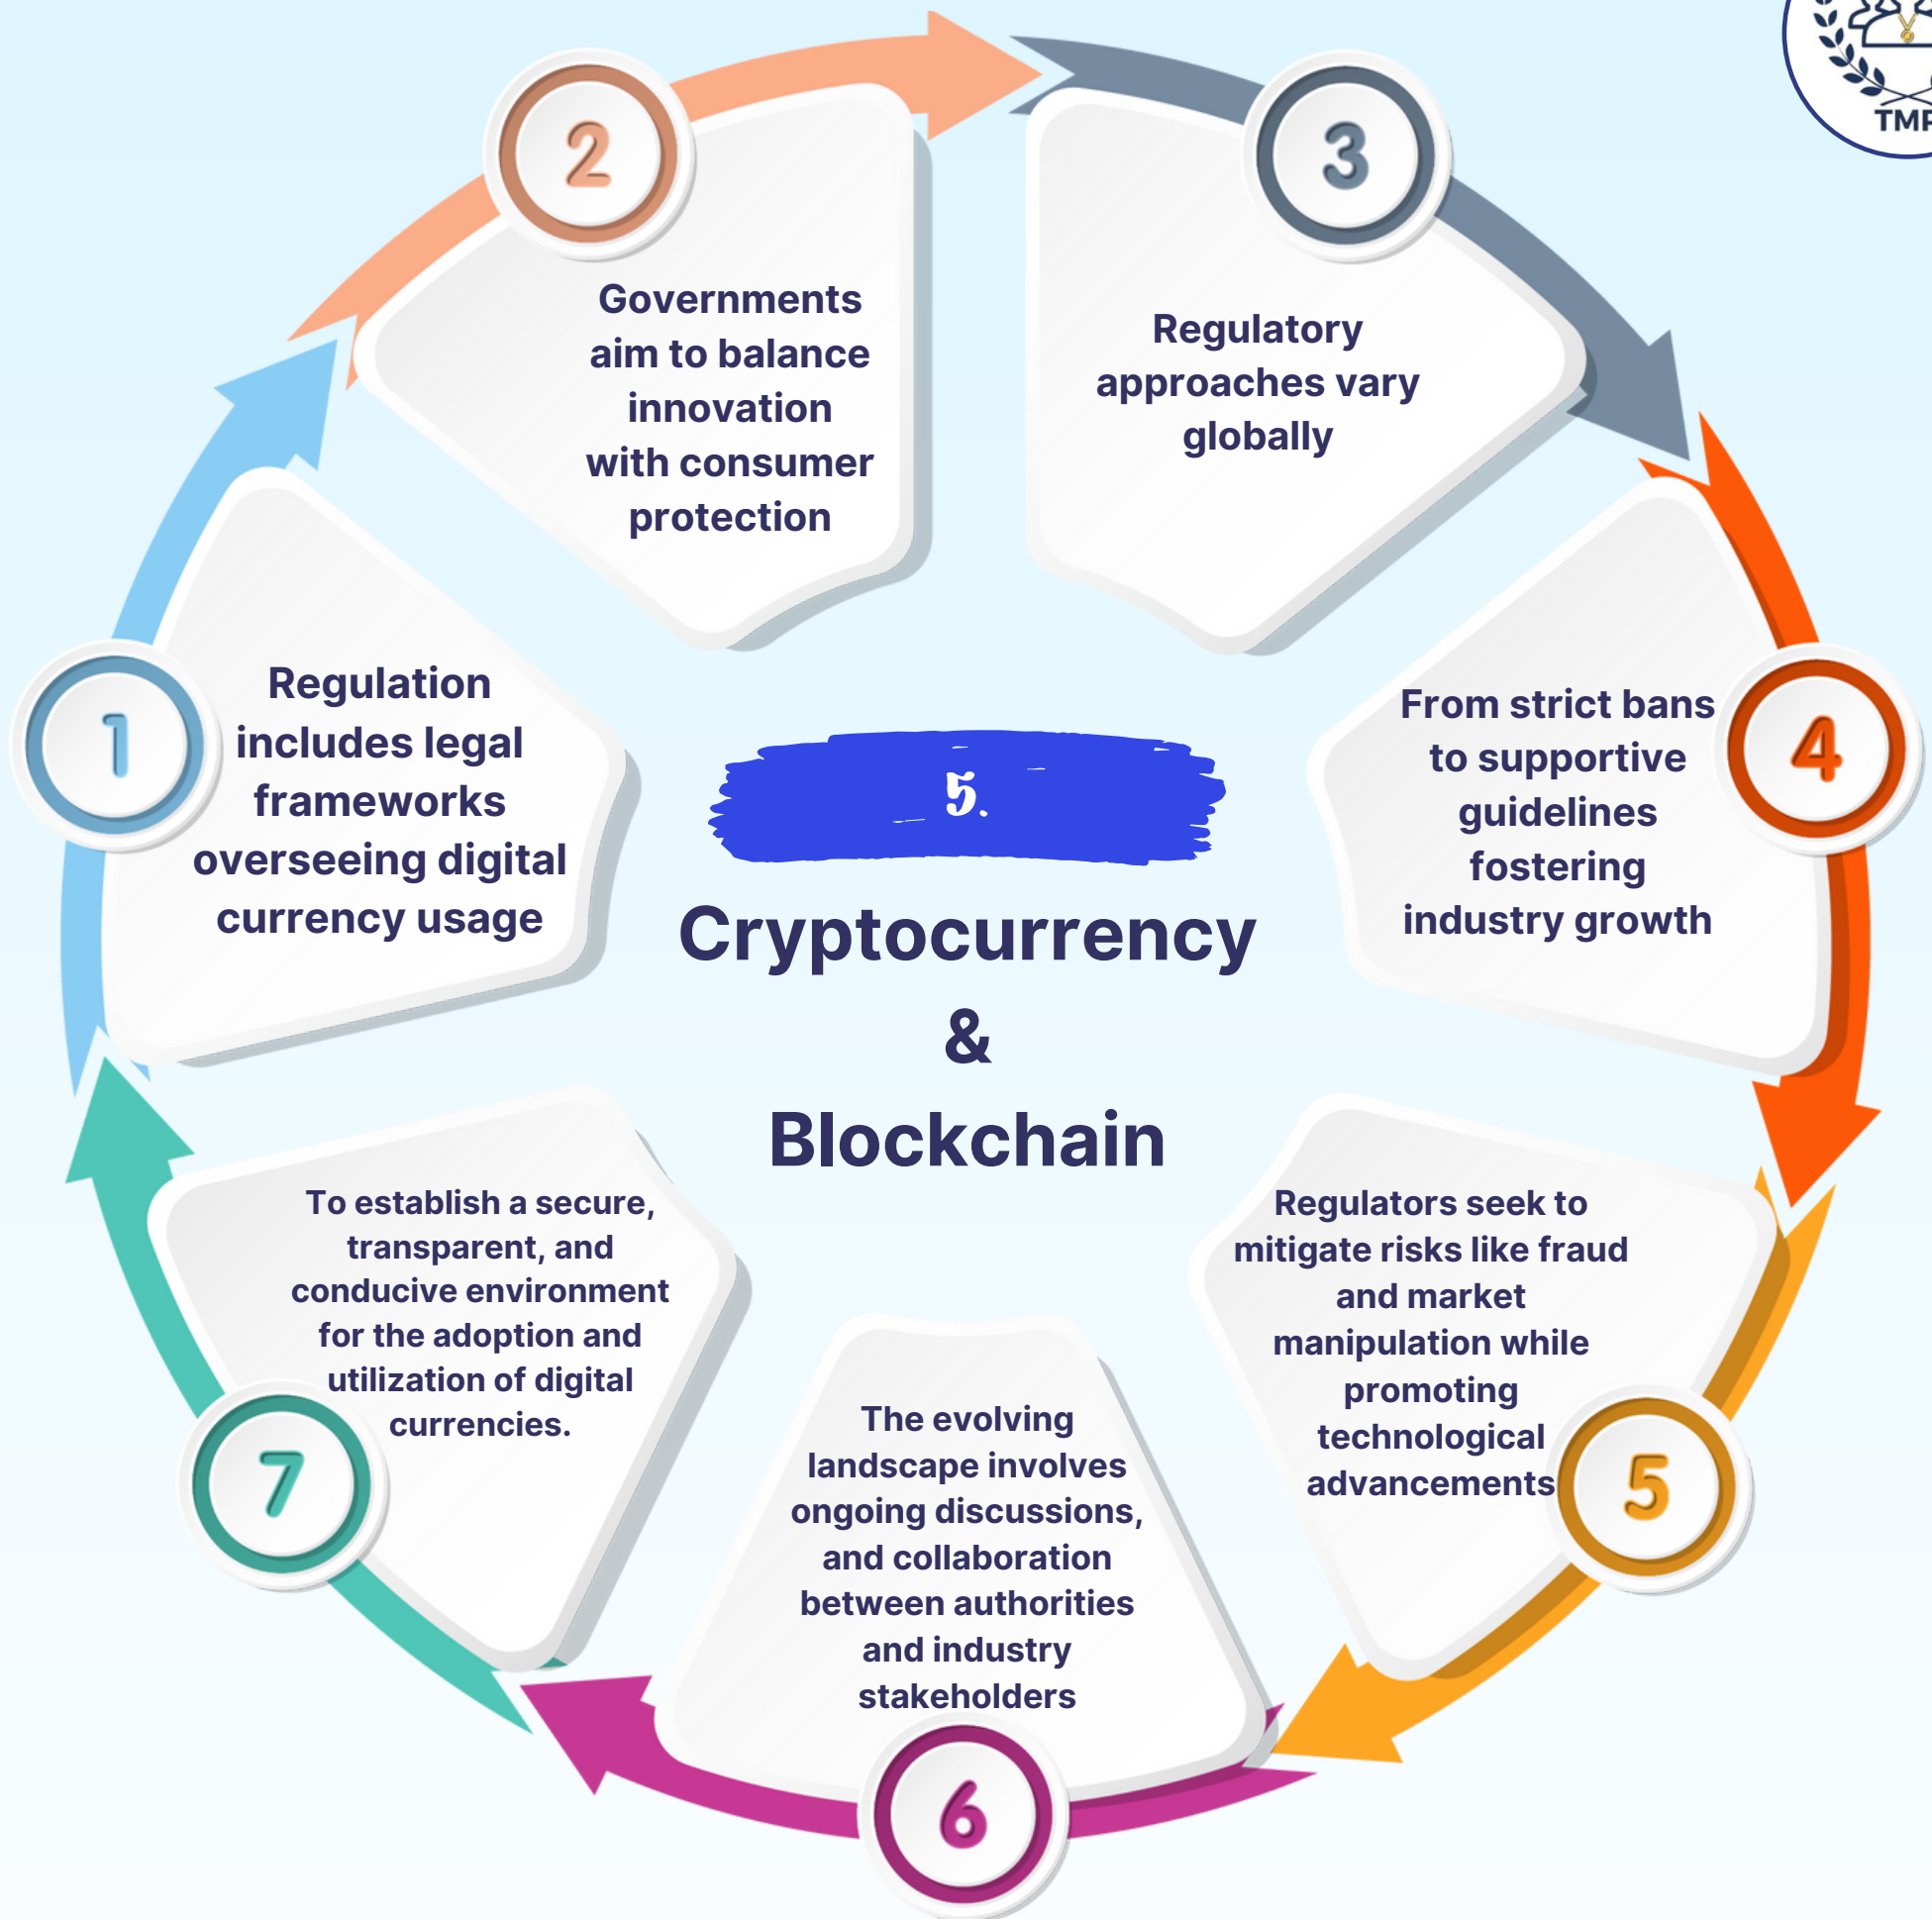 2
Governments
aim to balance
innovation
with consumer
protection
3
Regulatory
approaches vary
globally
1
Regulation
includes legal
frameworks
overseeing digital
currency usage
5.
Cryptocurrency
&
Blockchain
4
From strict bans
to supportive
guidelines
fostering
industry growth
7
To establish a secure,
transparent, and
conducive environment
for the adoption and
utilization of digital
currencies.
6
The evolving
landscape involves
ongoing discussions,
and collaboration
between authorities
and industry
stakeholders
5
Regulators seek to
mitigate risks like fraud
and market
manipulation while
promoting
technological
advancements